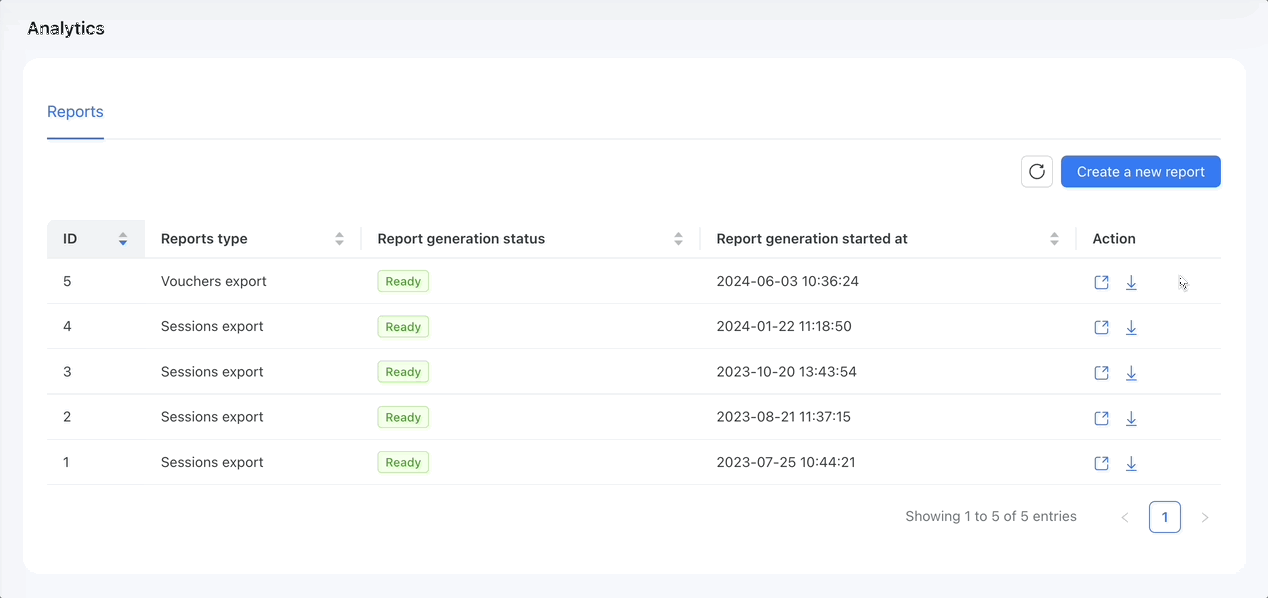 Analytics
Reports
Create a new report
ID Reports type Report generation status Report generation started at Action
5 Vouchers export Ready 2024-06-03 10:36:24
4 Sessions export Ready 2024-01-22 11:18:50
3 Sessions export Ready 2023-10-20 13:43:54
2 Sessions export Ready 2023-08-21 11:37:15
1 Sessions export Ready 2023-07-25 10:44:21
Showing 1 to 5 of 5 entries < 1 >